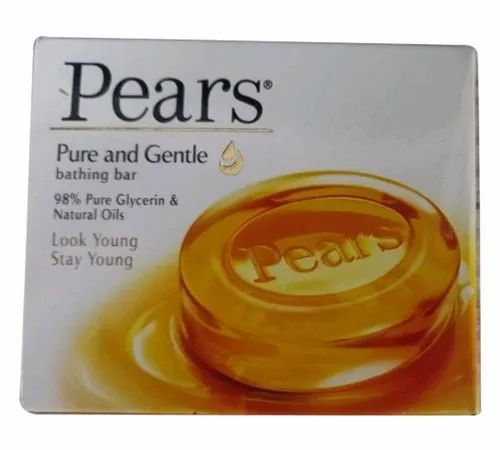 Pears®
Pure and Gentle
bathing bar
98% Pure Glycerin &
Natural Oils
Look Young
Stay Young
Pears